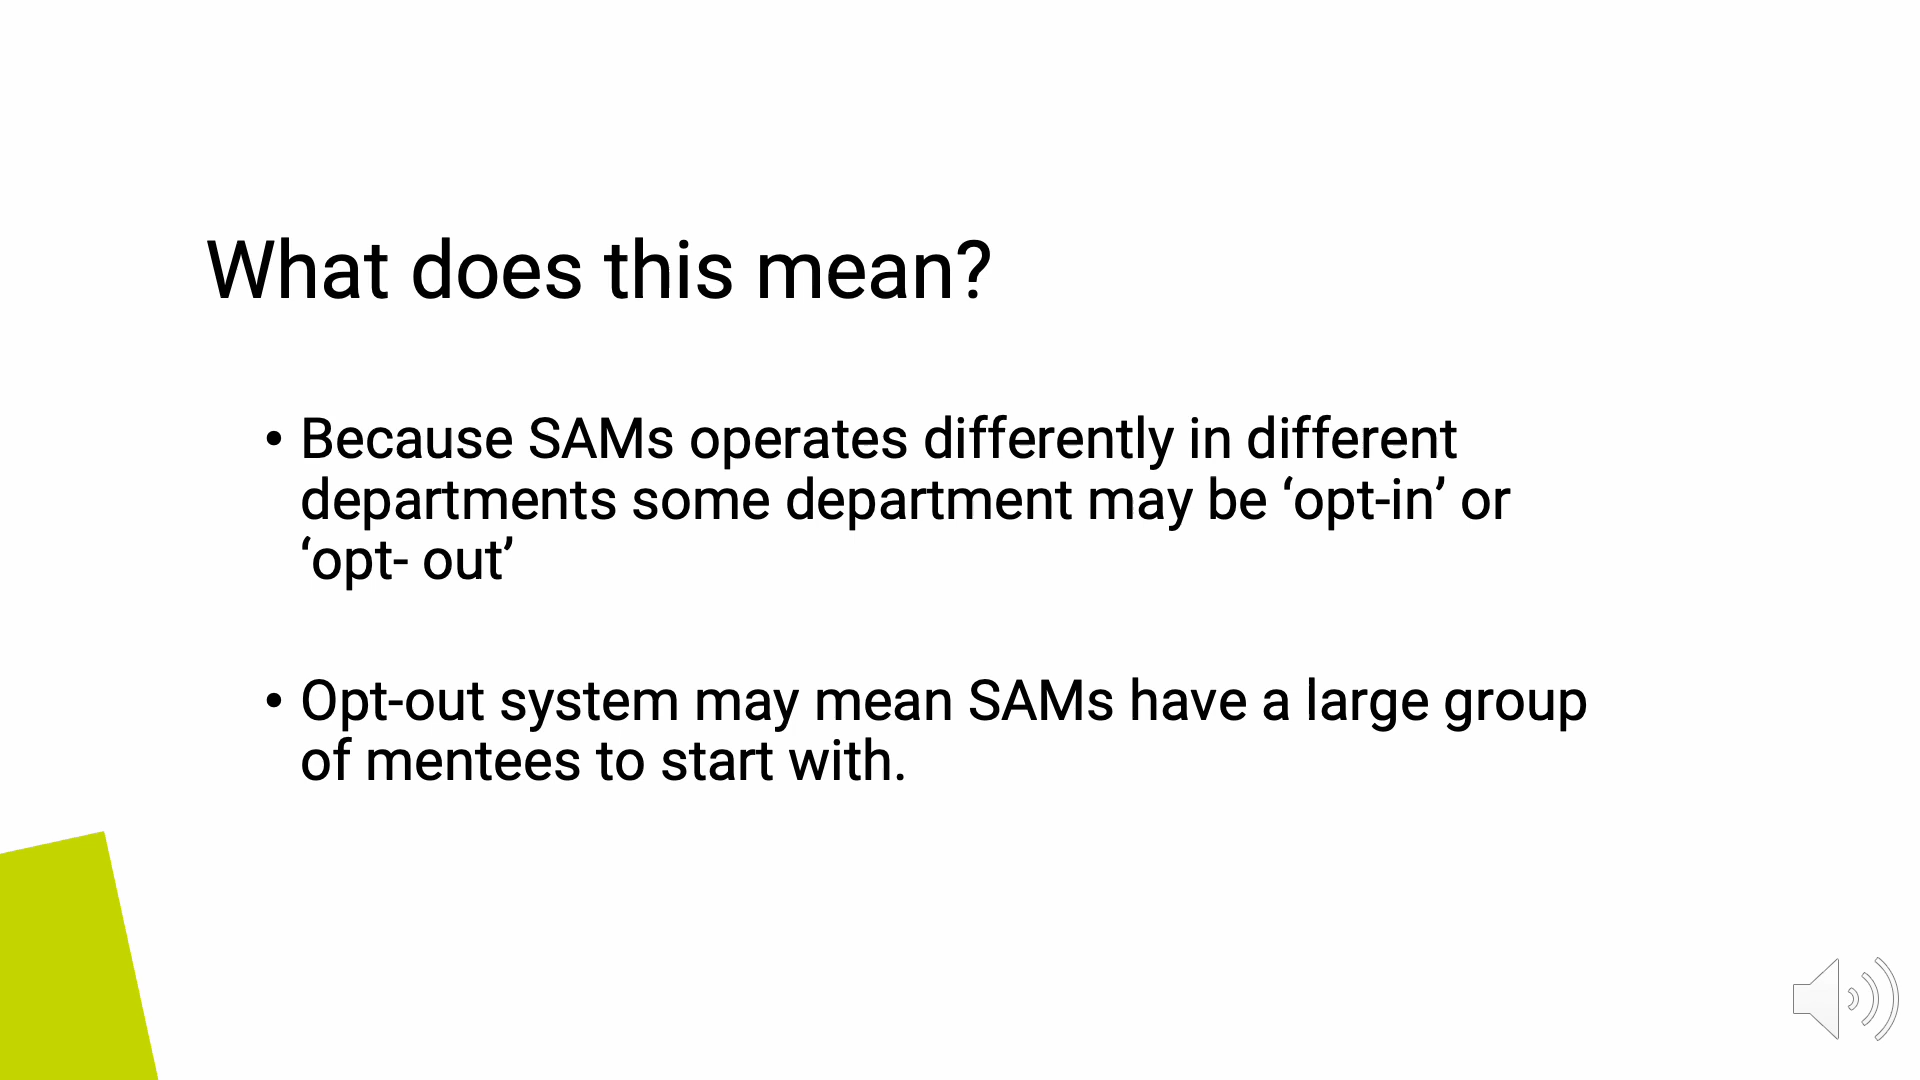 What does this mean?
• Because SAMs operates differently in different
departments some department may be ‘opt-in’ or
‘opt- out’
• Opt-out system may mean SAMs have a large group
of mentees to start with.